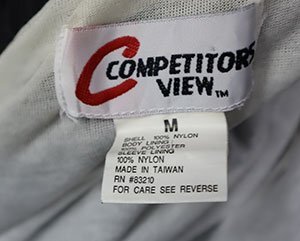 COMPETITORS
VIEW™
M
SHELL 100% NYLON
BODY LINING
100% POLYESTER
SLEEVE LINING
100% NYLON
MADE IN TAIWAN
RN #83210
FOR CARE SEE REVERSE